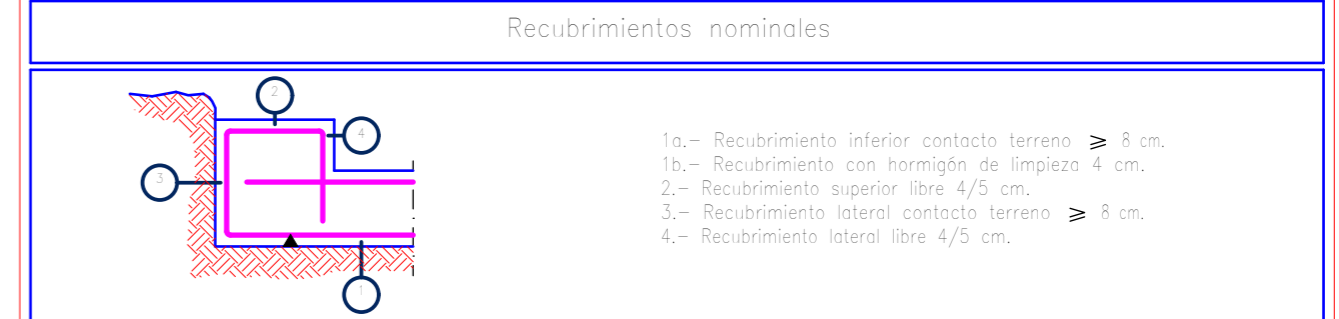 Recubrimientos nominales
2
4
3
1
1a.- Recubrimiento inferior contacto terreno ⩾ 8 cm.
1b.- Recubrimiento con hormigón de limpieza 4 cm.
2.- Recubrimiento superior libre 4/5 cm.
3.- Recubrimiento lateral contacto terreno ⩾ 8 cm.
4.- Recubrimiento lateral libre 4/5 cm.